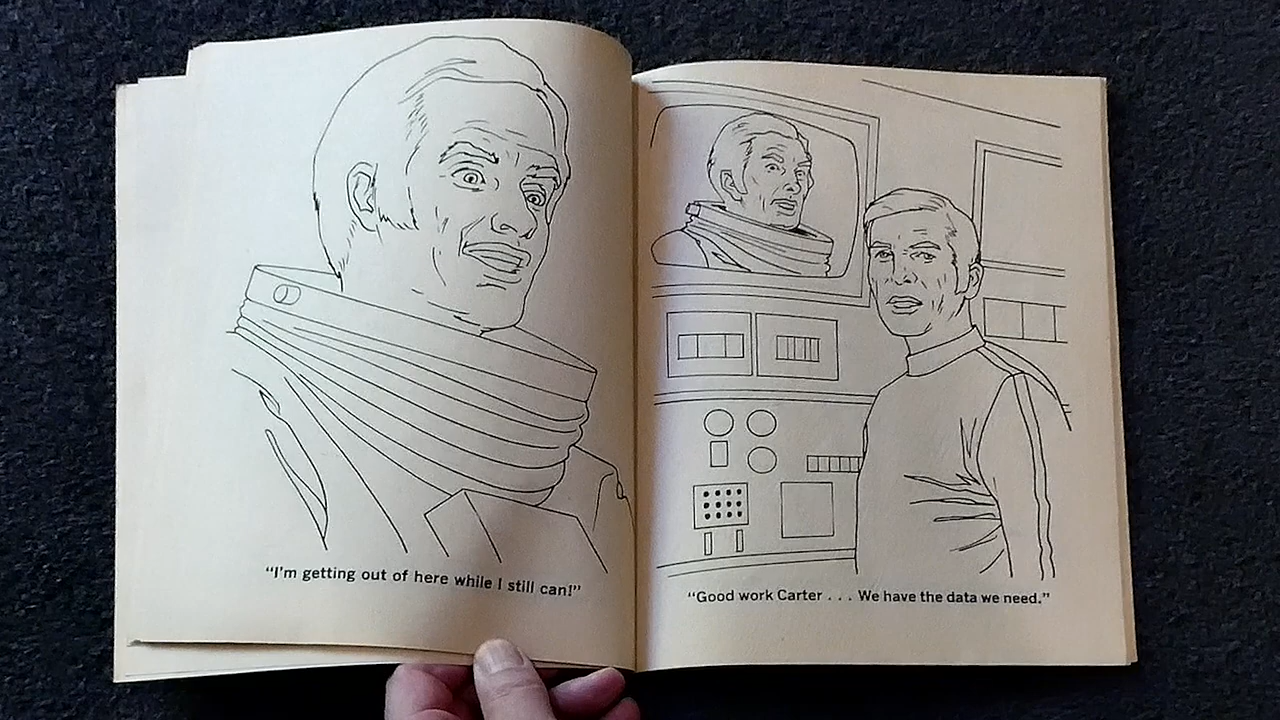 "I'm getting out of here while I still can!"
"Good work Carter . . . We have the data we need."